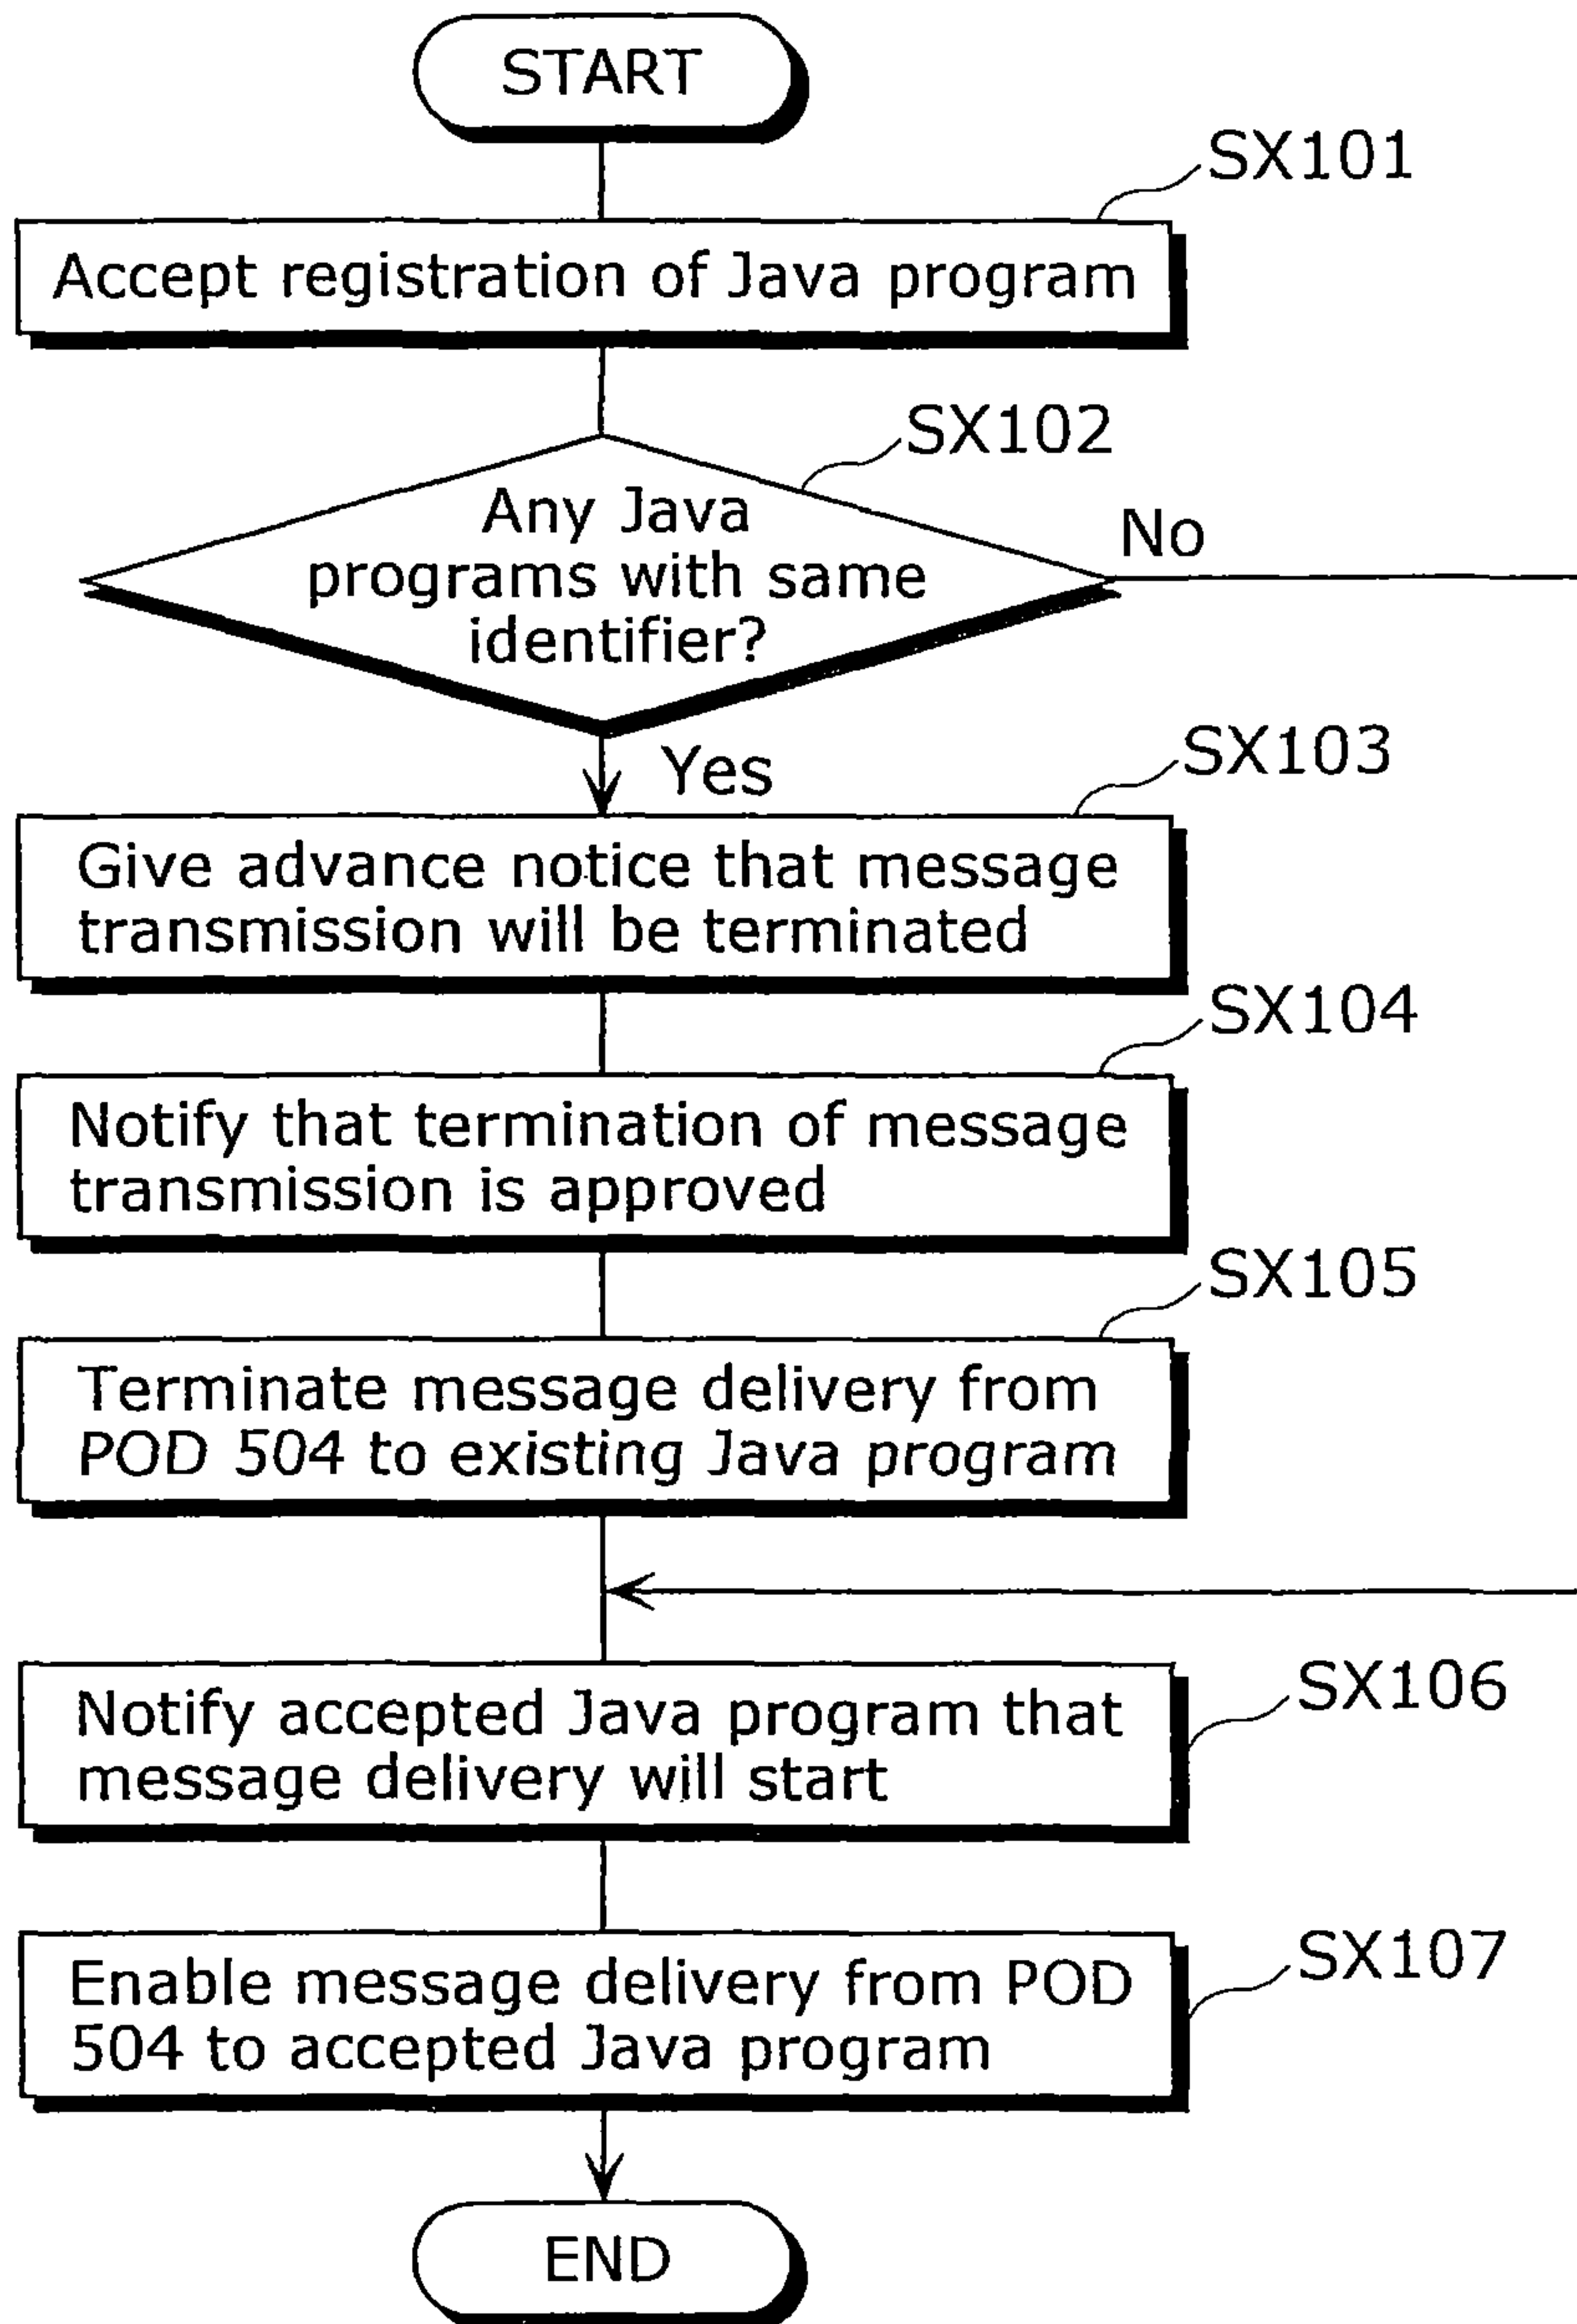 START
SX101
Accept registration of Java program
SX102
Any Java
programs with same
identifier?
No
Yes
SX103
Give advance notice that message
transmission will be terminated
SX104
Notify that termination of message
transmission is approved
SX105
Terminate message delivery from
POD 504 to existing Java program
SX106
Notify accepted Java program that
message delivery will start
SX107
Enable message delivery from POD
504 to accepted Java program
END